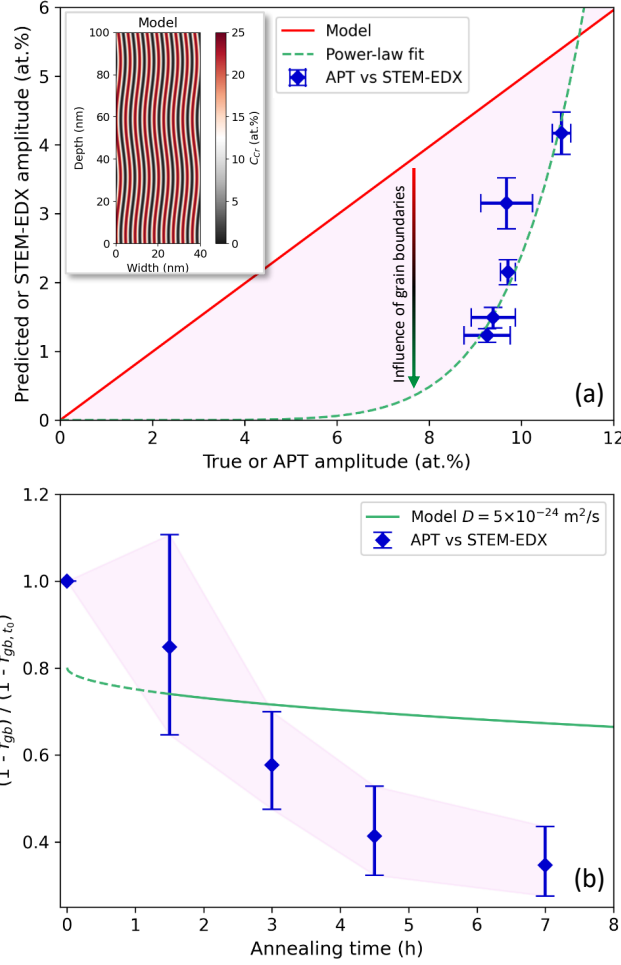 Model
100
80
60
40
20
0
Depth (nm)
0
20
40
Width (nm)
25
20
15
10
5
0
C_Cr (at.%)
Model
Power-law fit
APT vs STEM-EDX
6
5
4
3
2
1
0
Predicted or STEM-EDX amplitude (at.%)
Influence of grain boundaries
(a)
0
2
4
6
8
10
12
True or APT amplitude (at.%)
1.2
1.0
0.8
0.6
0.4
(1 - r_gb) / (1 - r_gb, t_0)
Model D = 5×10⁻²⁴ m²/s
APT vs STEM-EDX
(b)
0
1
2
3
4
5
6
7
8
Annealing time (h)